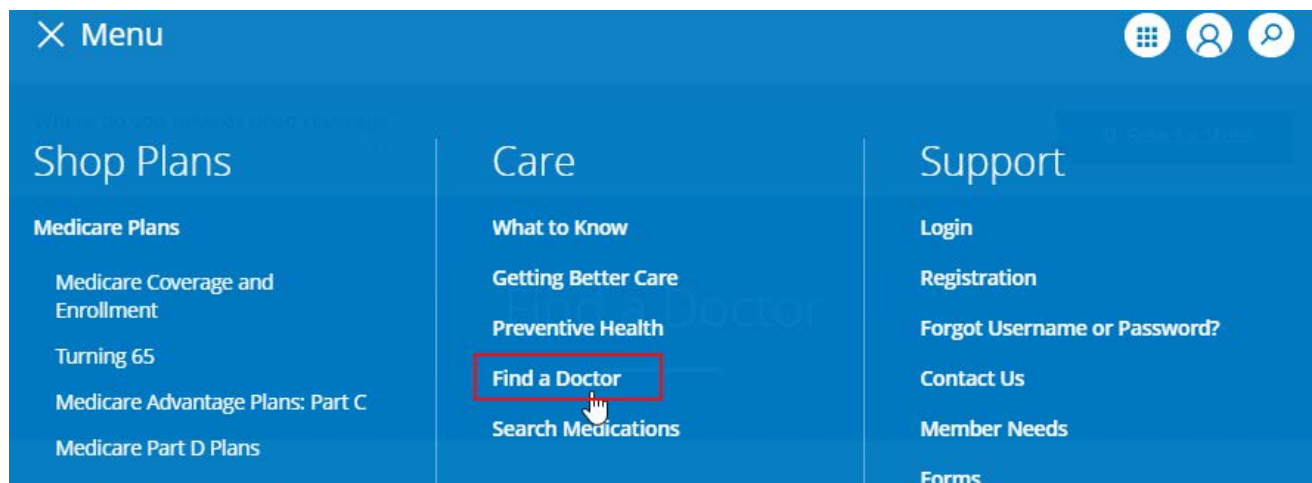 Menu
Shop Plans
Medicare Plans
Medicare Coverage and
Enrollment
Turning 65
Medicare Advantage Plans: Part C
Medicare Part D Plans
Care
What to Know
Getting Better Care
Find a Doctor
Preventive Health
Find a Doctor
Search Medications
Support
Login
Registration
Forgot Username or Password?
Contact Us
Member Needs
Forms